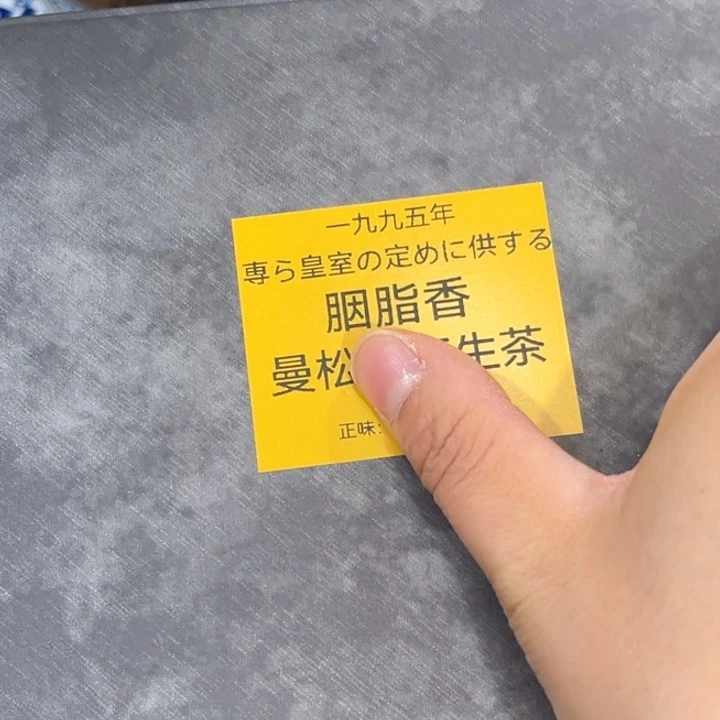 一九九五年
専ら皇室の定めに供する
胭脂香
曼松 生茶
正味: